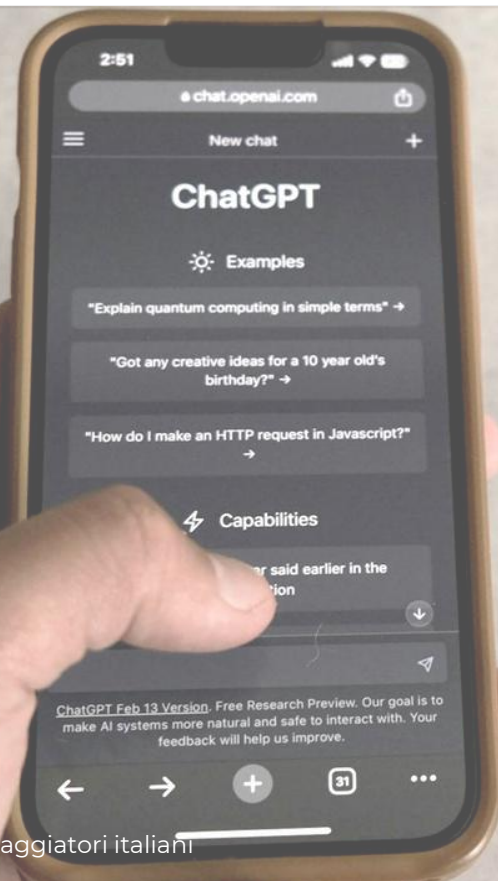 2:51
chat.openai.com
New chat
ChatGPT
Examples
"Explain quantum computing in simple terms" →
"Got any creative ideas for a 10 year old's
birthday?" →
"How do I make an HTTP request in Javascript?"
→
Capabilities
said earlier in the
ChatGPT Feb 13 Version. Free Research Preview. Our goal is to
make AI systems more natural and safe to interact with. Your
feedback will help us improve.
31
italiani